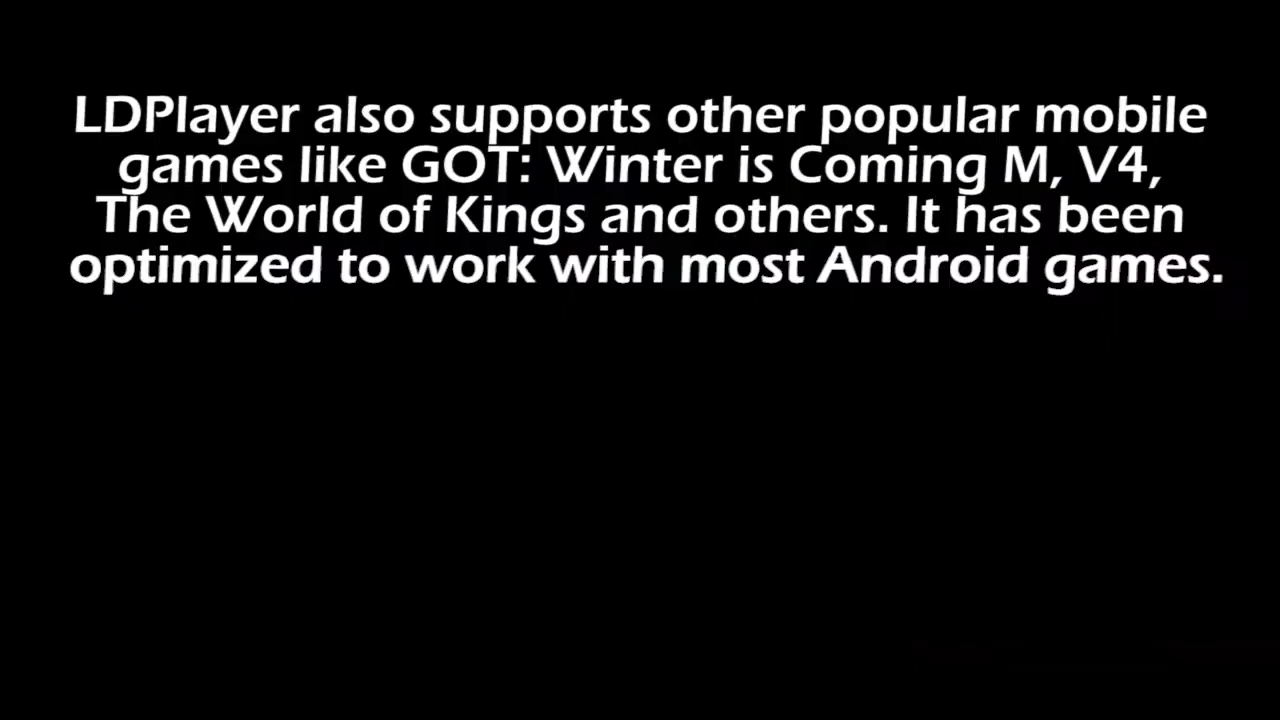 LDPlayer also supports other popular mobile
games like GOT: Winter is Coming M, V4,
The World of Kings and others. It has been
optimized to work with most Android games.